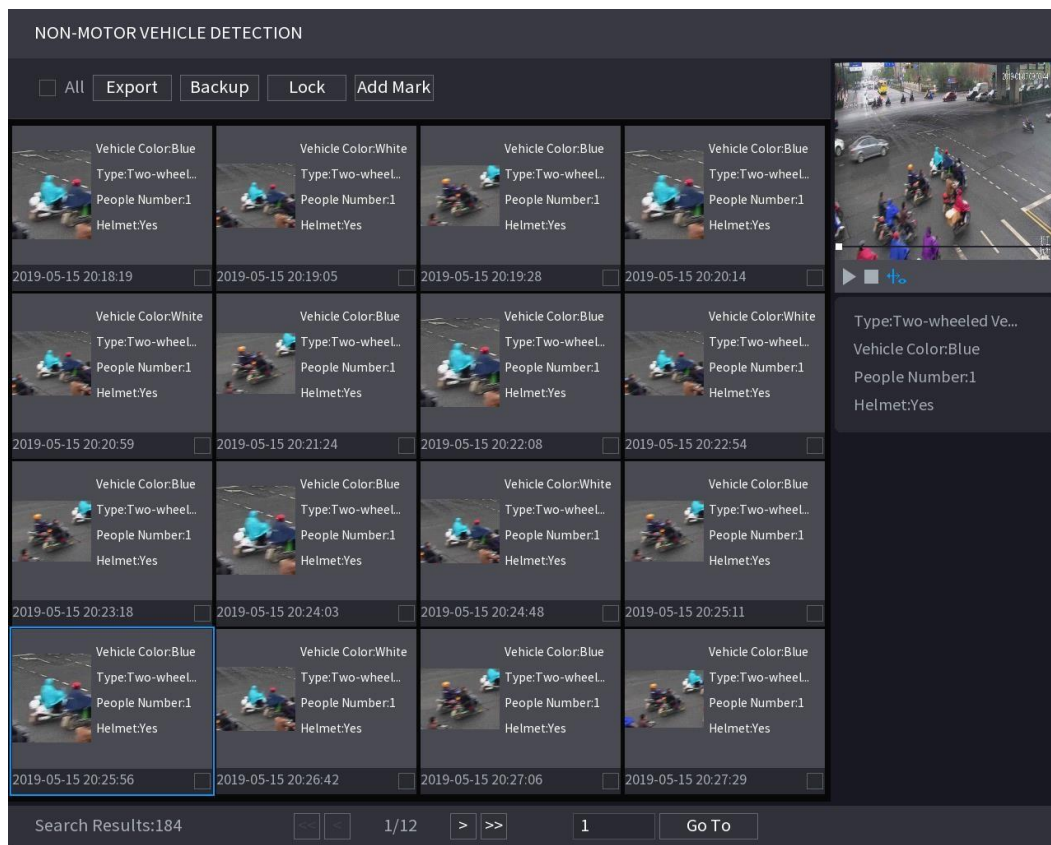 NON-MOTOR VEHICLE DETECTION
All Export Backup Lock Add Mark
Vehicle Color:Blue
Type:Two-wheel...
People Number:1
Helmet:Yes
2019-05-15 20:18:19
Vehicle Color:White
Type:Two-wheel...
People Number:1
Helmet:Yes
2019-05-15 20:19:05
Vehicle Color:Blue
Type:Two-wheel...
People Number:1
Helmet:Yes
2019-05-15 20:19:28
Vehicle Color:Blue
Type:Two-wheel...
People Number:1
Helmet:Yes
2019-05-15 20:20:14
Vehicle Color:White
Type:Two-wheel...
People Number:1
Helmet:Yes
2019-05-15 20:20:59
Vehicle Color:Blue
Type:Two-wheel...
People Number:1
Helmet:Yes
2019-05-15 20:21:24
Vehicle Color:Blue
Type:Two-wheel...
People Number:1
Helmet:Yes
2019-05-15 20:22:08
Vehicle Color:White
Type:Two-wheel...
People Number:1
Helmet:Yes
2019-05-15 20:22:54
Vehicle Color:Blue
Type:Two-wheel...
People Number:1
Helmet:Yes
2019-05-15 20:23:18
Vehicle Color:Blue
Type:Two-wheel...
People Number:1
Helmet:Yes
2019-05-15 20:24:03
Vehicle Color:White
Type:Two-wheel...
People Number:1
Helmet:Yes
2019-05-15 20:24:48
Vehicle Color:Blue
Type:Two-wheel...
People Number:1
Helmet:Yes
2019-05-15 20:25:11
Vehicle Color:Blue
Type:Two-wheel...
People Number:1
Helmet:Yes
2019-05-15 20:25:56
Vehicle Color:White
Type:Two-wheel...
People Number:1
Helmet:Yes
2019-05-15 20:26:42
Vehicle Color:Blue
Type:Two-wheel...
People Number:1
Helmet:Yes
2019-05-15 20:27:06
Vehicle Color:Blue
Type:Two-wheel...
People Number:1
Helmet:Yes
2019-05-15 20:27:29
Type:Two-wheeled Ve...
Vehicle Color:Blue
People Number:1
Helmet:Yes
Search Results:184 << < 1/12 > >> 1 Go To